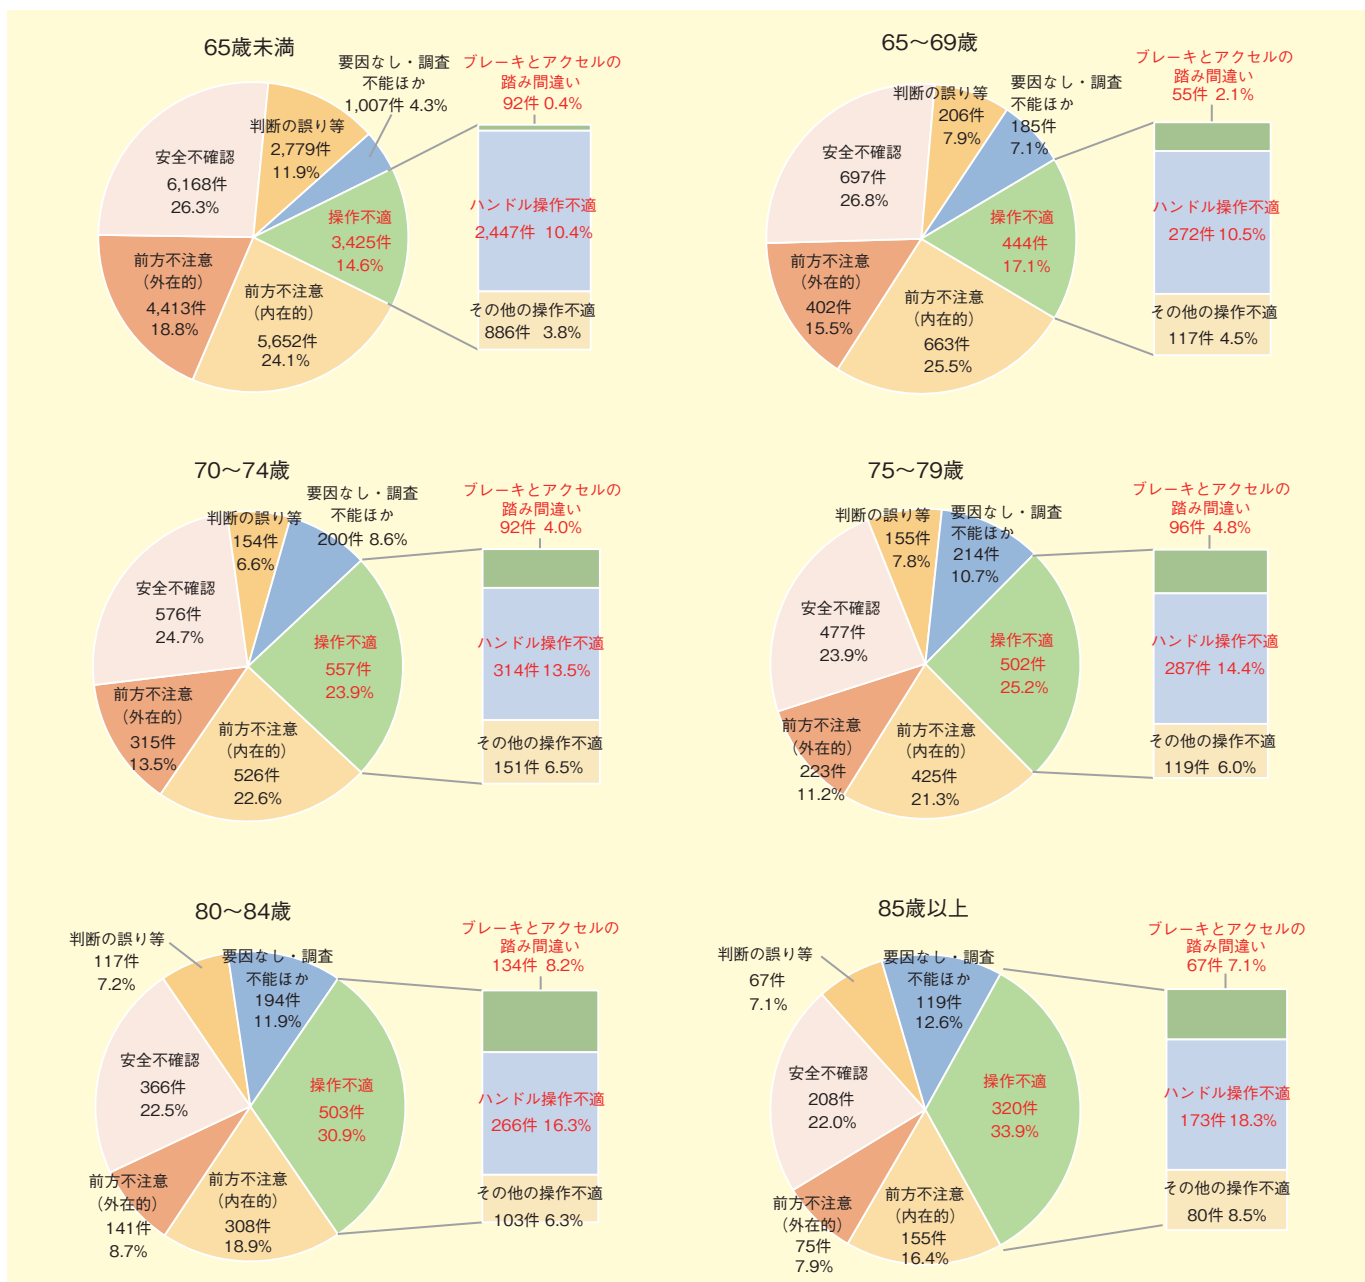 65歳未満
要因なし・調査
不能ほか
1,007件 4.3%
ブレーキとアクセルの
踏み間違い
92件 0.4%
判断の誤り等
2,779件
11.9%
安全不確認
6,168件
26.3%
操作不適
3,425件
14.6%
ハンドル操作不適
2,447件 10.4%
前方不注意
(外在的)
4,413件
18.8%
前方不注意
(内在的)
5,652件
24.1%
その他の操作不適
886件 3.8%
65〜69歳
ブレーキとアクセルの
踏み間違い
55件 2.1%
要因なし・調査
不能ほか
185件
7.1%
判断の誤り等
206件
7.9%
安全不確認
697件
26.8%
操作不適
444件
17.1%
ハンドル操作不適
272件 10.5%
前方不注意
(外在的)
402件
15.5%
前方不注意
(内在的)
663件
25.5%
その他の操作不適
117件 4.5%
70〜74歳
ブレーキとアクセルの
踏み間違い
92件 4.0%
要因なし・調査
不能ほか
200件 8.6%
判断の誤り等
154件
6.6%
安全不確認
576件
24.7%
操作不適
557件
23.9%
ハンドル操作不適
314件 13.5%
前方不注意
(外在的)
315件
13.5%
前方不注意
(内在的)
526件
22.6%
その他の操作不適
151件 6.5%
75〜79歳
ブレーキとアクセルの
踏み間違い
96件 4.8%
判断の誤り等
155件
7.8%
要因なし・調査
不能ほか
214件
10.7%
安全不確認
477件
23.9%
操作不適
502件
25.2%
ハンドル操作不適
287件 14.4%
前方不注意
(外在的)
223件
11.2%
前方不注意
(内在的)
425件
21.3%
その他の操作不適
119件 6.0%
80〜84歳
ブレーキとアクセルの
踏み間違い
134件 8.2%
判断の誤り等
117件
7.2%
要因なし・調査
不能ほか
194件
11.9%
安全不確認
366件
22.5%
操作不適
503件
30.9%
ハンドル操作不適
266件 16.3%
前方不注意
(外在的)
141件
8.7%
前方不注意
(内在的)
308件
18.9%
その他の操作不適
103件 6.3%
85歳以上
ブレーキとアクセルの
踏み間違い
67件 7.1%
判断の誤り等
67件
7.1%
要因なし・調査
不能ほか
119件
12.6%
安全不確認
208件
22.0%
操作不適
320件
33.9%
ハンドル操作不適
173件 18.3%
前方不注意
(外在的)
75件
7.9%
前方不注意
(内在的)
155件
16.4%
その他の操作不適
80件 8.5%